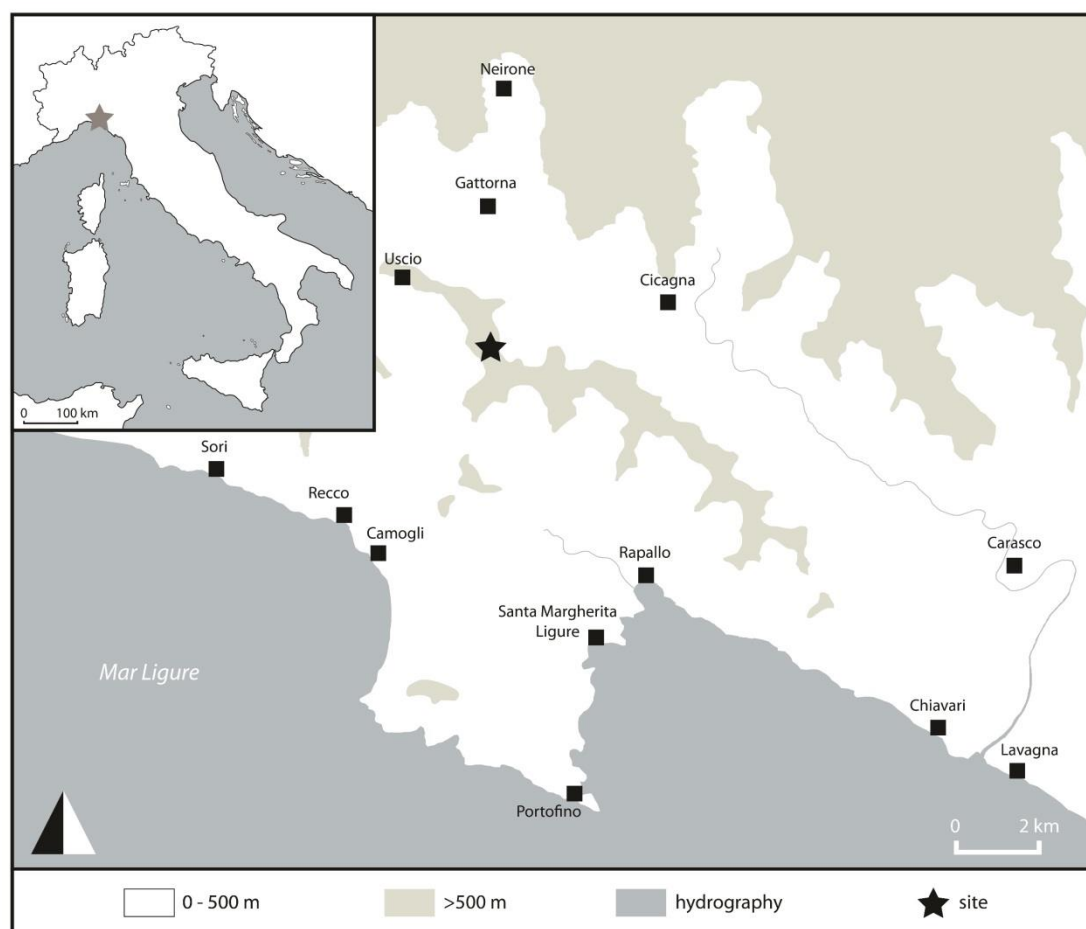 0 100 km
Neirone
Gattorna
Uscio
Cicagna
Sori
Recco
Camogli
Rapallo
Carasco
Santa Margherita
Ligure
Mar Ligure
Chiavari
Lavagna
Portofino
0 2 km
0 - 500 m
>500 m
hydrography
site